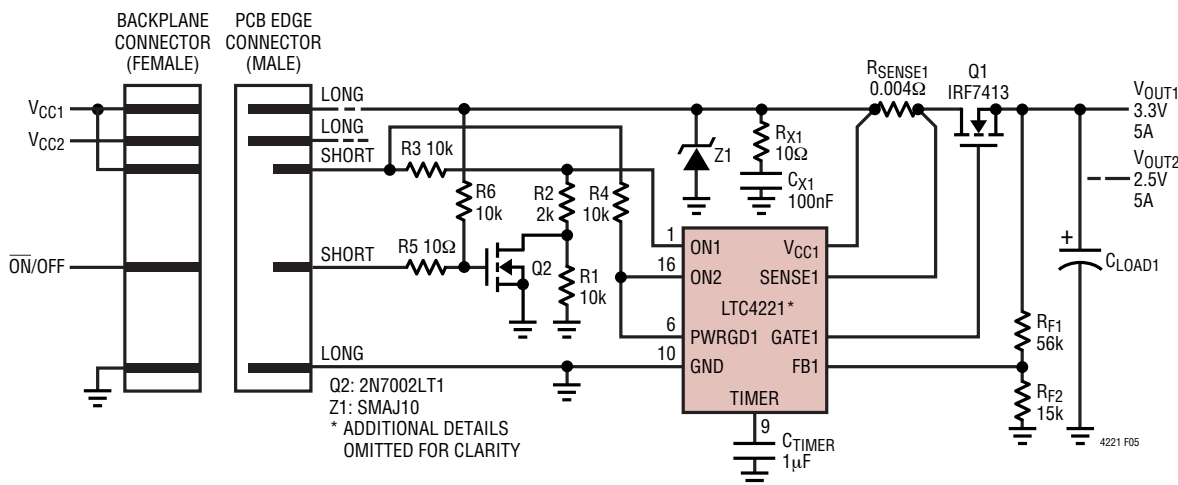 BACKPLANE
CONNECTOR
(FEMALE)
PCB EDGE
CONNECTOR
(MALE)
VCC1
VCC2
ON/OFF
LONG
LONG
SHORT
SHORT
LONG
R3 10k
R6
10k
R2
2k
R4
10k
R5 10Ω
Q2
R1
10k
Z1
RX1
10Ω
CX1
100nF
RSENSE1
0.004Ω
Q1
IRF7413
VOUT1
3.3V
5A
VOUT2
2.5V
5A
1
ON1
VCC1
16
ON2
SENSE1
LTC4221*
6
PWRGD1
GATE1
10
GND
FB1
TIMER
9
CTIMER
1µF
+
CLOAD1
RF1
56k
RF2
15k
Q2: 2N7002LT1
Z1: SMAJ10
* ADDITIONAL DETAILS
OMITTED FOR CLARITY
4221 F05